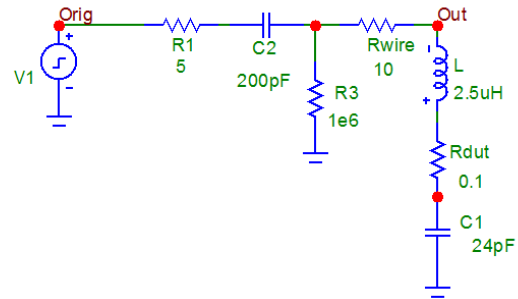 Orig
Out
+
V1
-
R1
5
C2
200pF
R3
1e6
Rwire
10
-
L
2.5uH
+
Rdut
0.1
C1
24pF